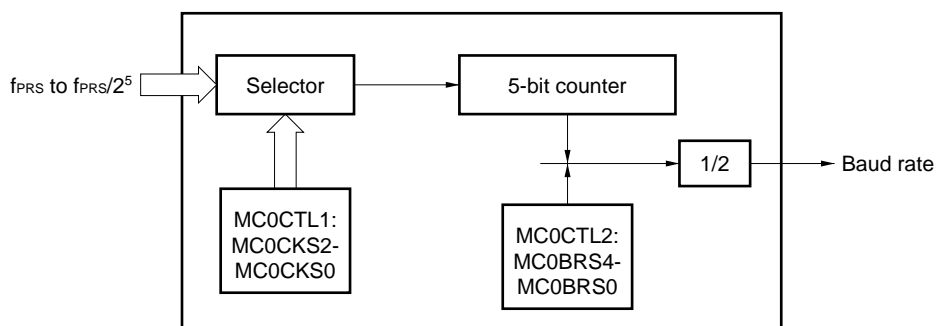 fPRS to fPRS/2⁵
Selector
5-bit counter
1/2
Baud rate
MC0CTL1:
MC0CKS2-
MC0CKS0
MC0CTL2:
MC0BRS4-
MC0BRS0